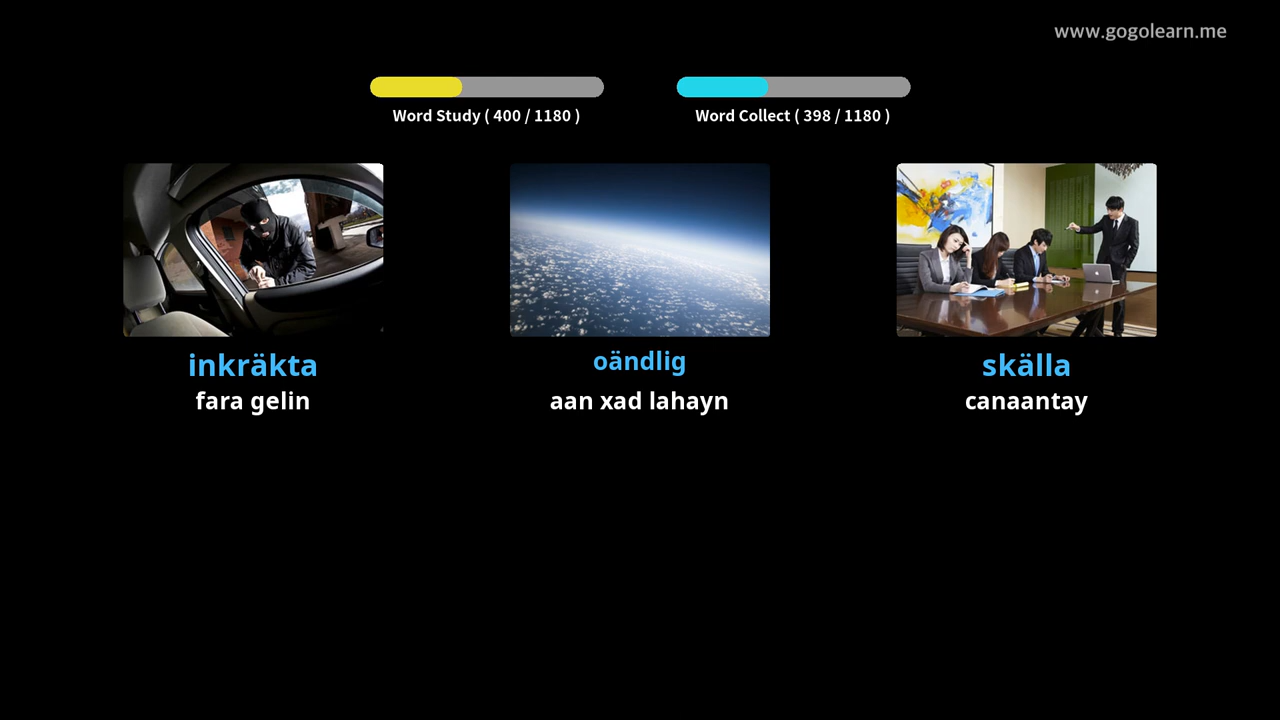 www.gogolearn.me
Word Study ( 400 / 1180 )
Word Collect ( 398 / 1180 )
inkräkta
fara gelin
oändlig
aan xad lahayn
skälla
canaantay